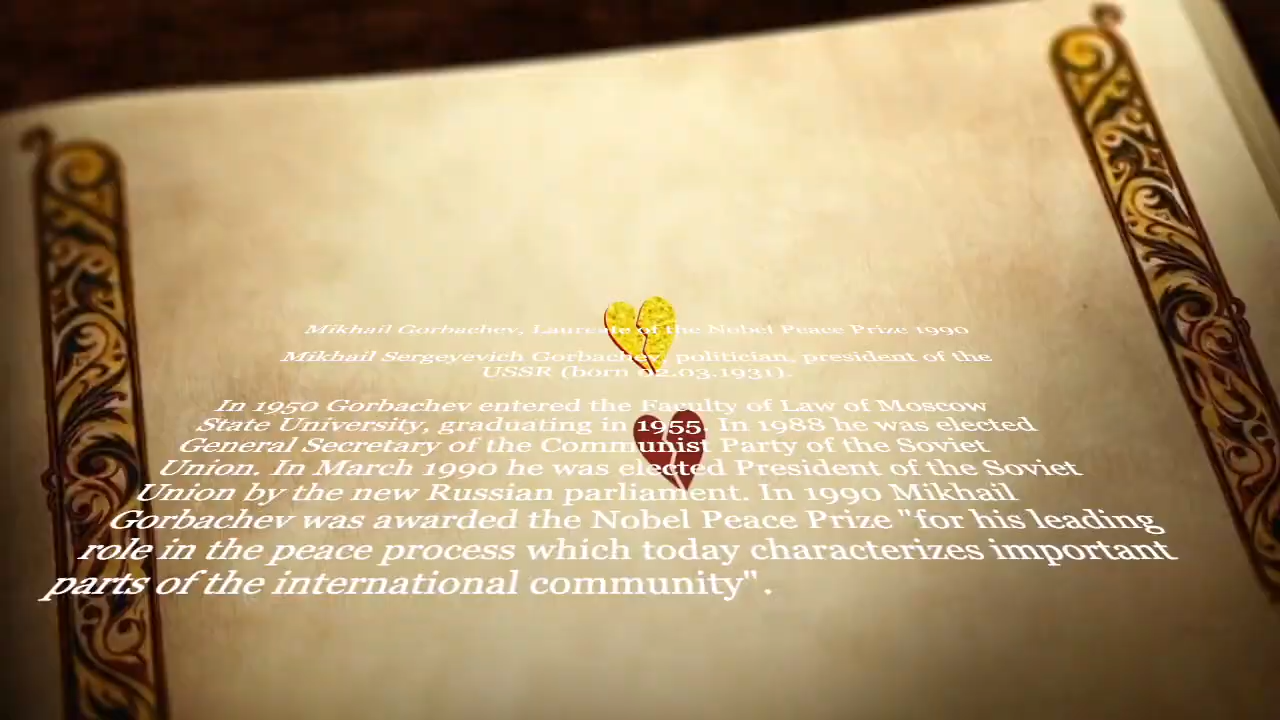 Mikhail Gorbachev, Laureate of the Nobel Peace Prize 1990
Mikhail Sergeyevich Gorbachev, politician, president of the
USSR (born 02.03.1931).
In 1950 Gorbachev entered the Faculty of Law of Moscow
State University, graduating in 1955. In 1988 he was elected
General Secretary of the Communist Party of the Soviet
Union. In March 1990 he was elected President of the Soviet
Union by the new Russian parliament. In 1990 Mikhail
Gorbachev was awarded the Nobel Peace Prize "for his leading
role in the peace process which today characterizes important
parts of the international community".